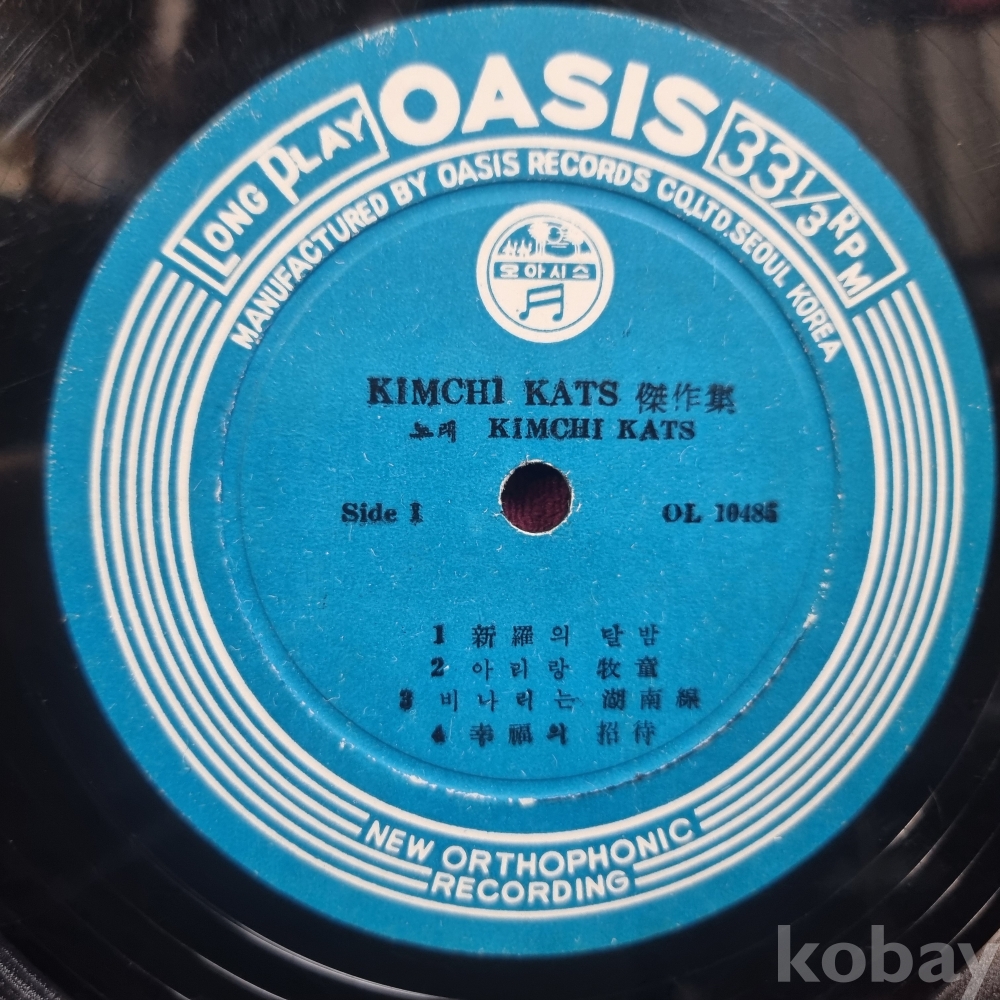 OASIS
LONG PLAY
33 1/3 RPM
MANUFACTURED BY OASIS RECORDS CO.LTD. SEOUL KOREA
오아시스
KIMCHI KATS 傑作集
노래 KIMCHI KATS
Side 1
OL 10485
1 新羅의 달밤
2 아리랑 牧童
3 비나리는 湖南線
4 幸福의 招待
NEW ORTHOPHONIC
RECORDING
kobay